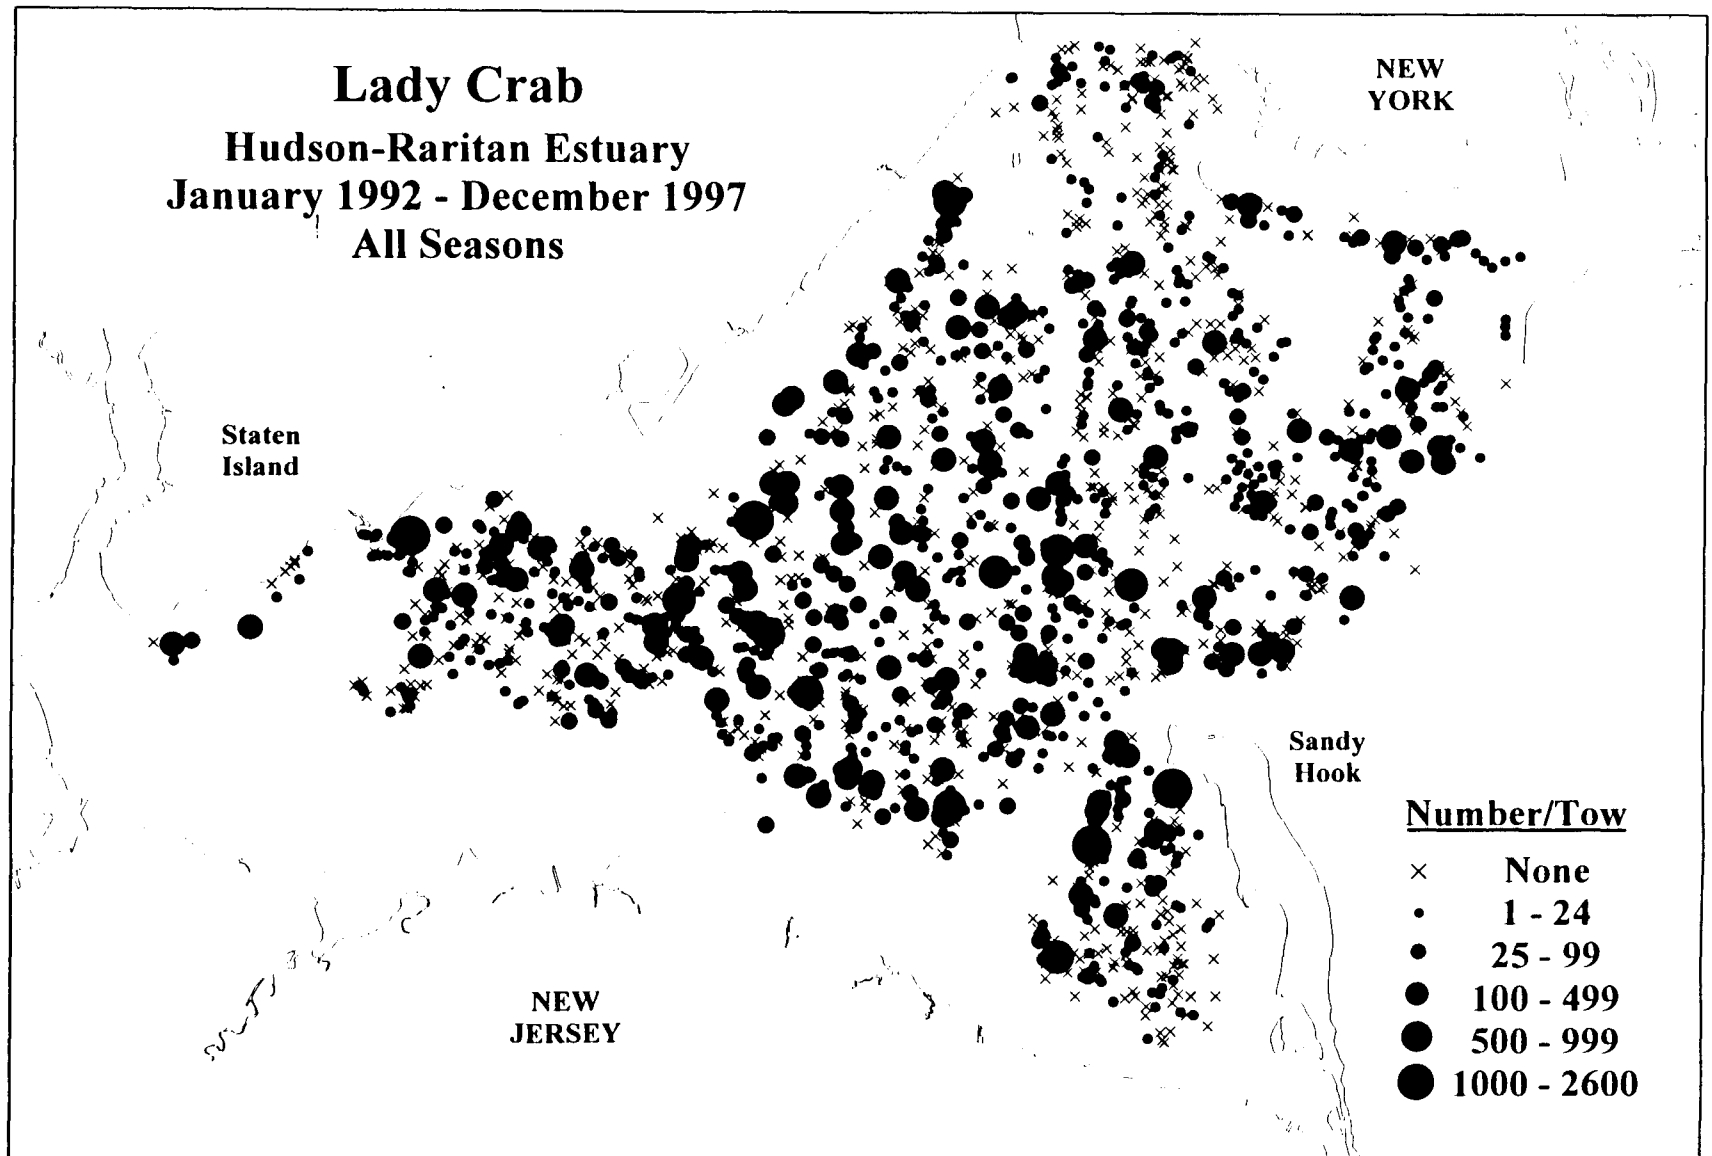 Lady Crab
Hudson-Raritan Estuary
January 1992 - December 1997
All Seasons
NEW
YORK
Staten
Island
Sandy
Hook
NEW
JERSEY
Number/Tow
None
1 - 24
25 - 99
100 - 499
500 - 999
1000 - 2600